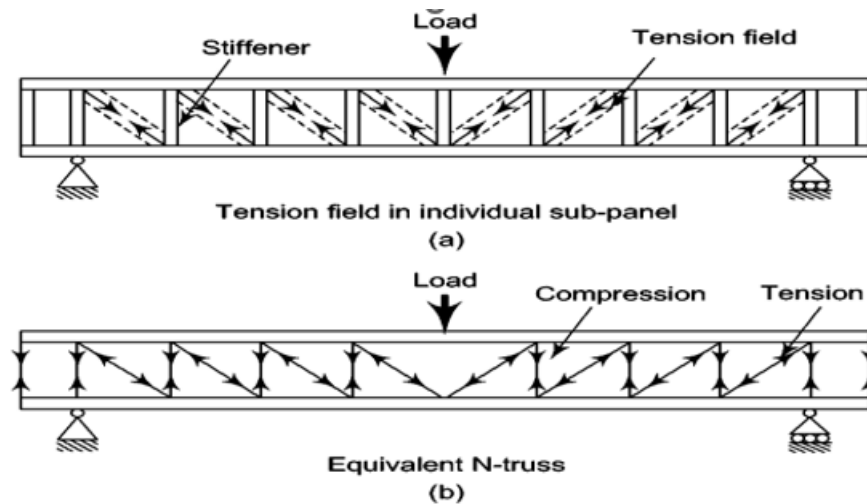 Load
Stiffener
Tension field
Tension field in individual sub-panel
(a)
Load
Compression
Tension
Equivalent N-truss
(b)